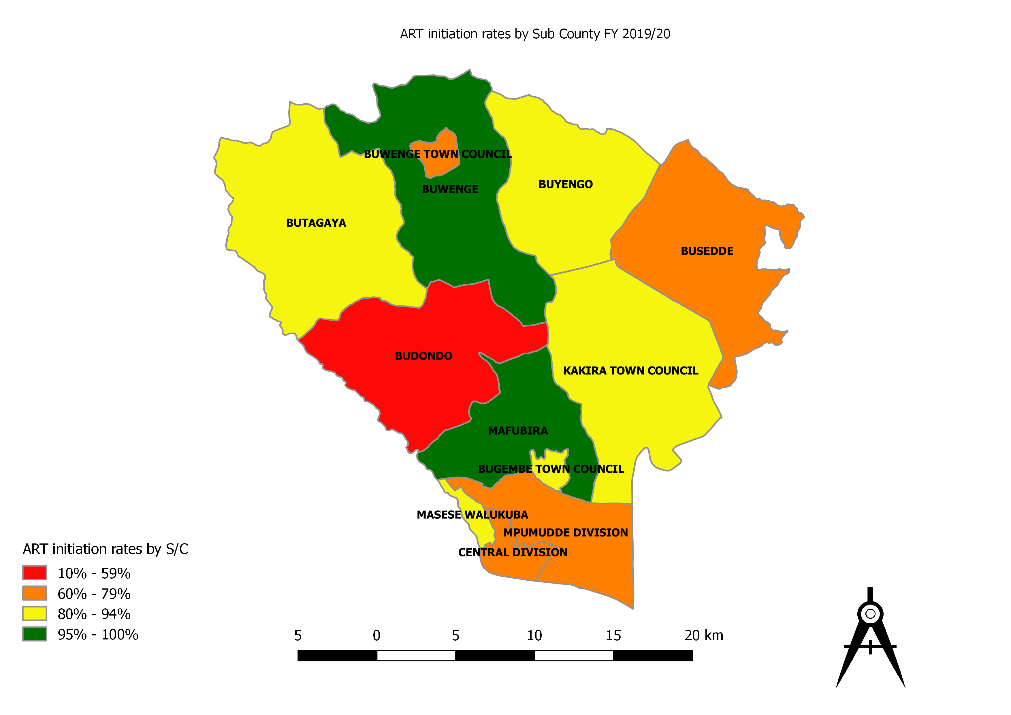 ART initiation rates by Sub County FY 2019/20
BUWENGE TOWN COUNCIL
BUYENGO
BUWENGE
BUTAGAYA
BUSEDDE
BUDONDO
KAKIRA TOWN COUNCIL
MAFUBIRA
BUGEMBE TOWN COUNCIL
MASESE WALUKUBA
MPUMUDDE DIVISION
CENTRAL DIVISION
ART initiation rates by S/C
10% - 59%
60% - 79%
80% - 94%
95% - 100%
5 0 5 10 15 20 km